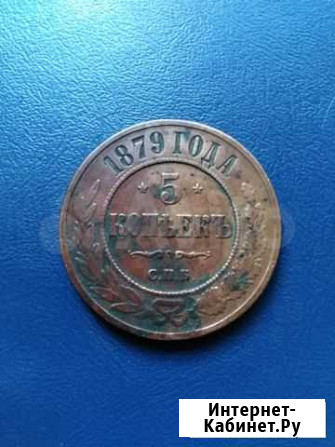 1879 ГОДА
* 5 *
КОПѢЕКЪ
С.П.Б.
Интернет-
Кабинет.Ру